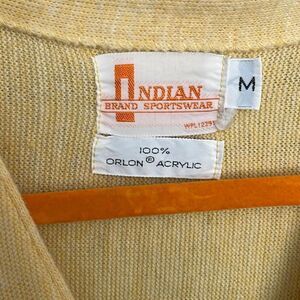 INDIAN
BRAND SPORTSWEAR
M
100%
ORLON® ACRYLIC